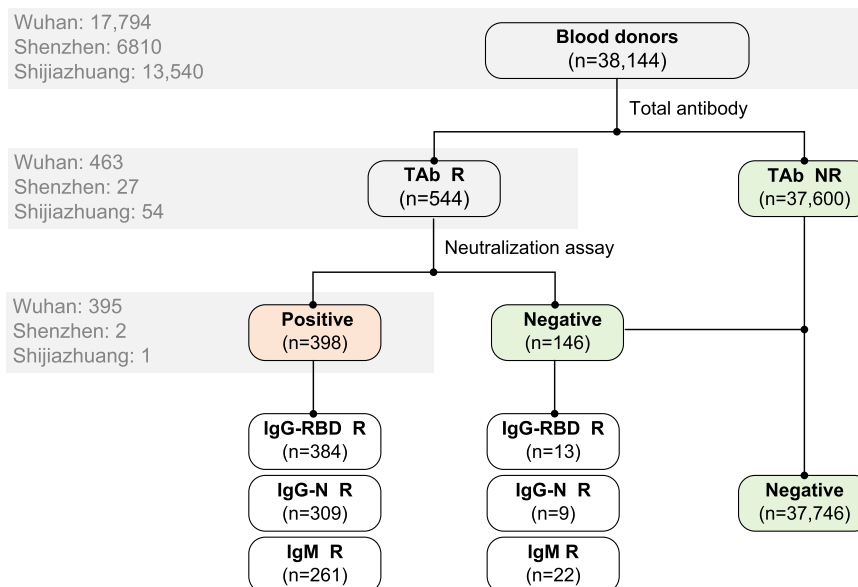 Wuhan: 17,794
Shenzhen: 6810
Shijiazhuang: 13,540
Blood donors
(n=38,144)
Total antibody
Wuhan: 463
Shenzhen: 27
Shijiazhuang: 54
TAb R
(n=544)
TAb NR
(n=37,600)
Neutralization assay
Wuhan: 395
Shenzhen: 2
Shijiazhuang: 1
Positive
(n=398)
Negative
(n=146)
IgG-RBD R
(n=384)
IgG-RBD R
(n=13)
IgG-N R
(n=309)
IgG-N R
(n=9)
Negative
(n=37,746)
IgM R
(n=261)
IgM R
(n=22)